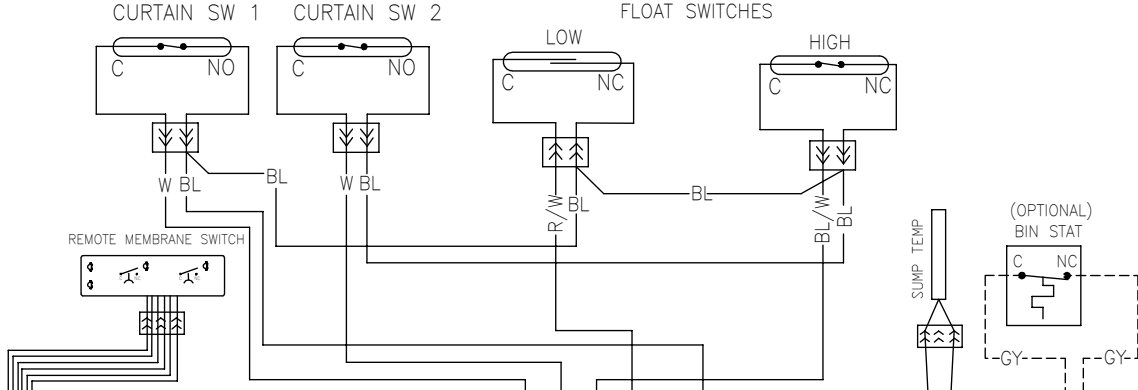 CURTAIN SW 1 CURTAIN SW 2 FLOAT SWITCHES
LOW HIGH
C NO C NO C NC C NC
W BL BL W BL R/W BL BL BL/W BL
REMOTE MEMBRANE SWITCH
SUMP TEMP
(OPTIONAL)
BIN STAT
C NC
GY GY